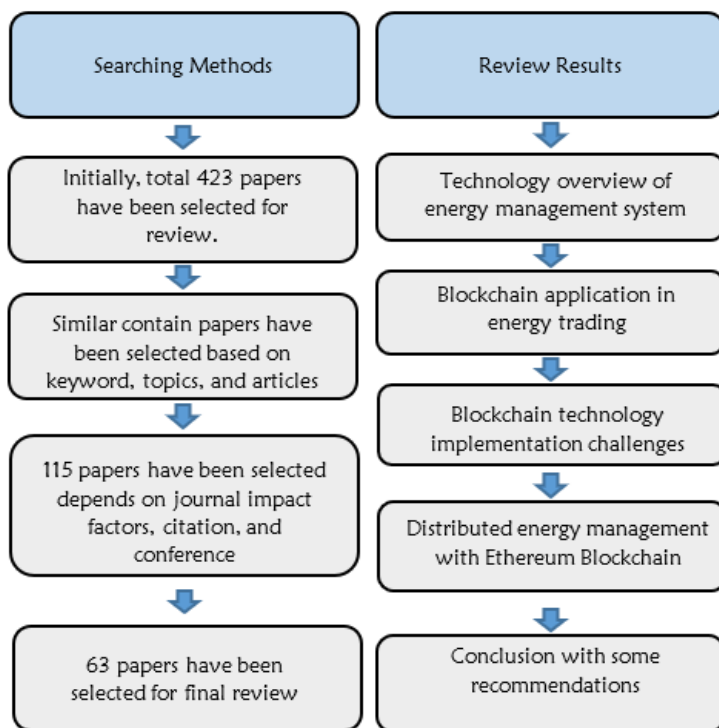 Searching Methods
Initially, total 423 papers
have been selected for
review.
Similar contain papers have
been selected based on
keyword, topics, and articles
115 papers have been selected
depends on journal impact
factors, citation, and
conference
63 papers have been
selected for final review
Review Results
Technology overview of
energy management system
Blockchain application in
energy trading
Blockchain technology
implementation challenges
Distributed energy management
with Ethereum Blockchain
Conclusion with some
recommendations